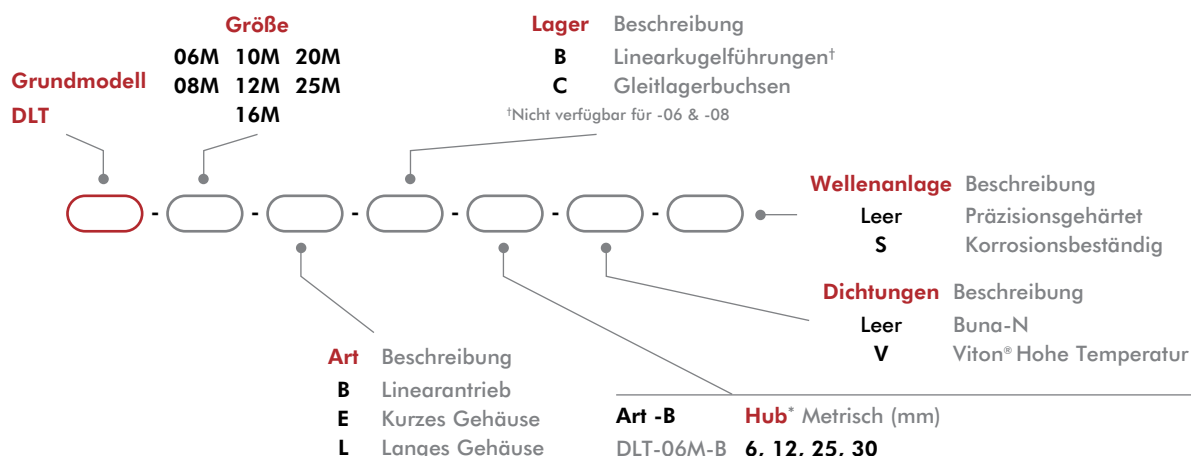 Größe
06M 10M 20M
08M 12M 25M
16M
Grundmodell
DLT
Lager Beschreibung
B Linearkugelführungen†
C Gleitlagerbuchsen
†Nicht verfügbar für -06 & -08
- - - - - -
Wellenanlage Beschreibung
Leer Präzisionsgehärtet
S Korrosionsbeständig
Dichtungen Beschreibung
Leer Buna-N
V Viton® Hohe Temperatur
Art Beschreibung
B Linearantrieb
E Kurzes Gehäuse
L Langes Gehäuse
Art -B Hub* Metrisch (mm)
DLT-06M-B 6, 12, 25, 30